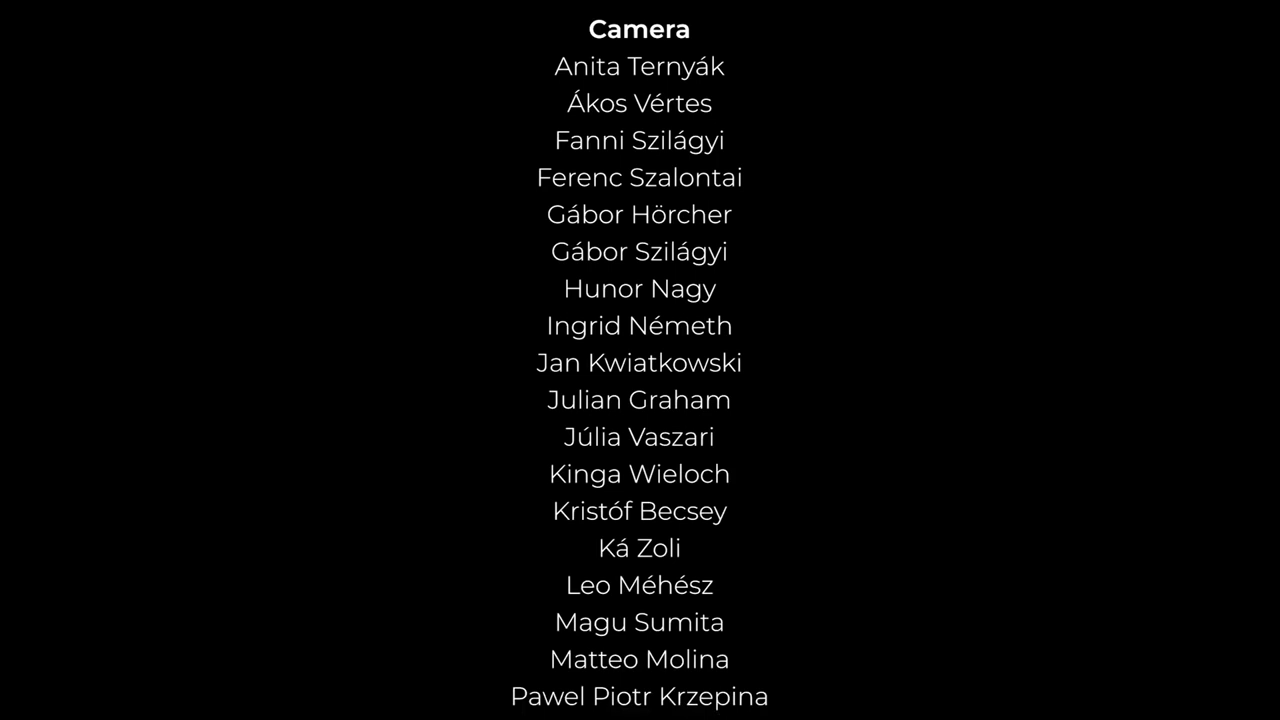 Camera
Anita Ternyák
Ákos Vértes
Fanni Szilágyi
Ferenc Szalontai
Gábor Hörcher
Gábor Szilágyi
Hunor Nagy
Ingrid Németh
Jan Kwiatkowski
Julian Graham
Júlia Vaszari
Kinga Wieloch
Kristóf Becsey
Ká Zoli
Leo Méhész
Magu Sumita
Matteo Molina
Pawel Piotr Krzepina